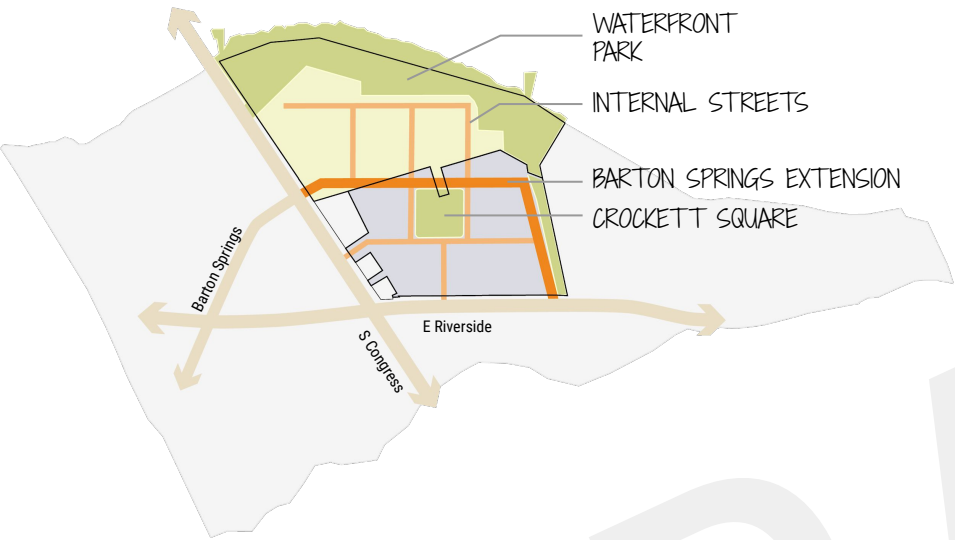 WATERFRONT
PARK
INTERNAL STREETS
BARTON SPRINGS EXTENSION
CROCKETT SQUARE
Barton Springs
E Riverside
S Congress